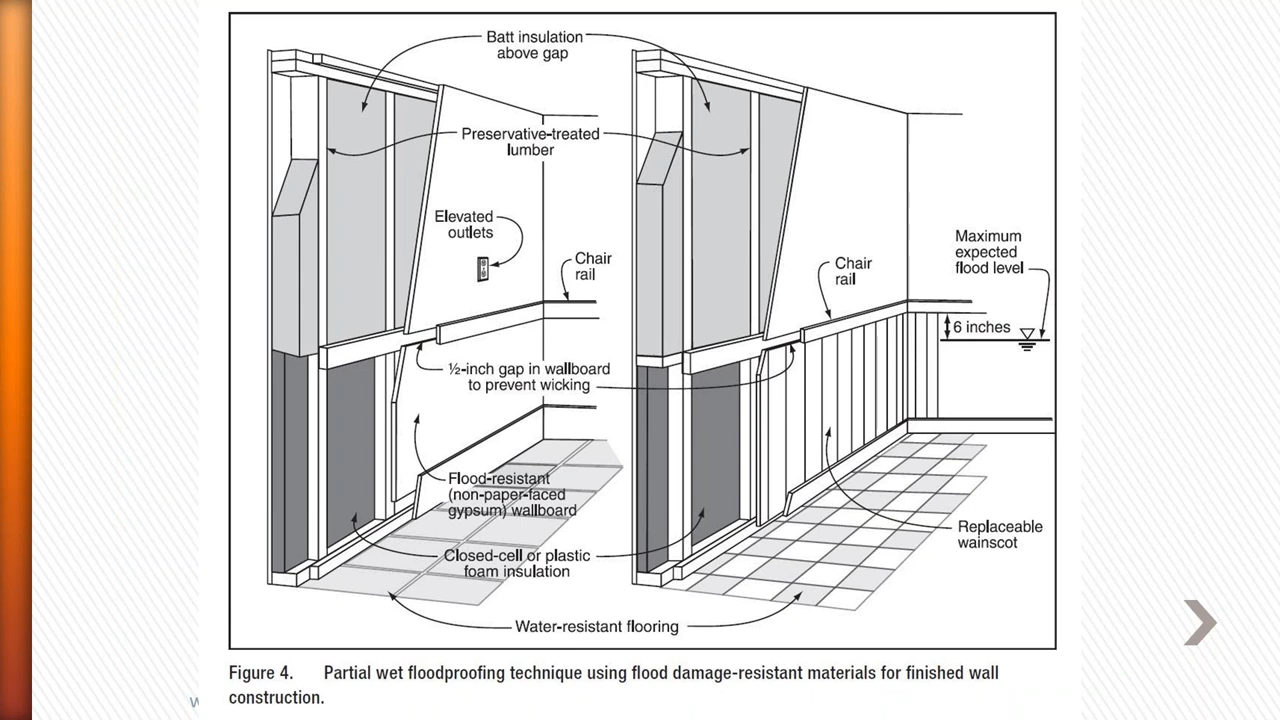 Batt insulation
above gap
Preservative-treated
lumber
Elevated
outlets
Chair
rail
Chair
rail
Maximum
expected
flood level
6 inches
½-inch gap in wallboard
to prevent wicking
Flood-resistant
(non-paper-faced
gypsum) wallboard
Closed-cell or plastic
foam insulation
Replaceable
wainscot
Water-resistant flooring
Figure 4. Partial wet floodproofing technique using flood damage-resistant materials for finished wall
construction.